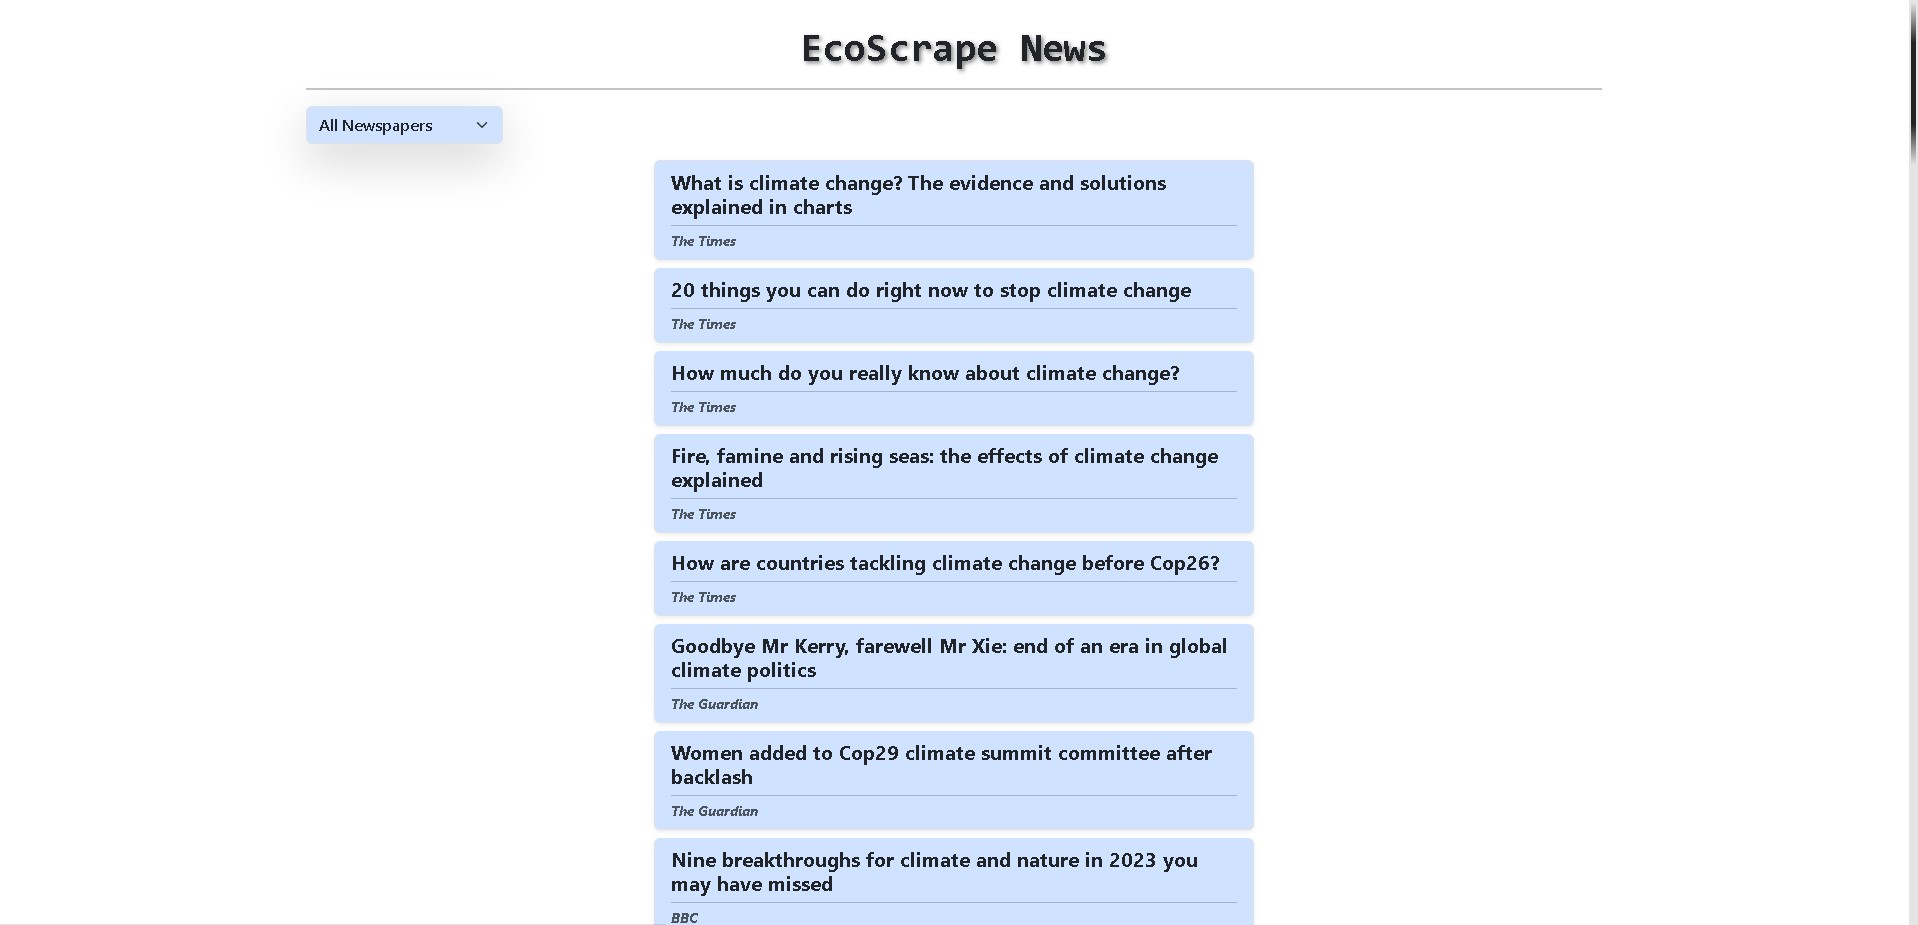 EcoScrape News
All Newspapers
What is climate change? The evidence and solutions
explained in charts
The Times
20 things you can do right now to stop climate change
The Times
How much do you really know about climate change?
The Times
Fire, famine and rising seas: the effects of climate change
explained
The Times
How are countries tackling climate change before Cop26?
The Times
Goodbye Mr Kerry, farewell Mr Xie: end of an era in global
climate politics
The Guardian
Women added to Cop29 climate summit committee after
backlash
The Guardian
Nine breakthroughs for climate and nature in 2023 you
may have missed
BBC